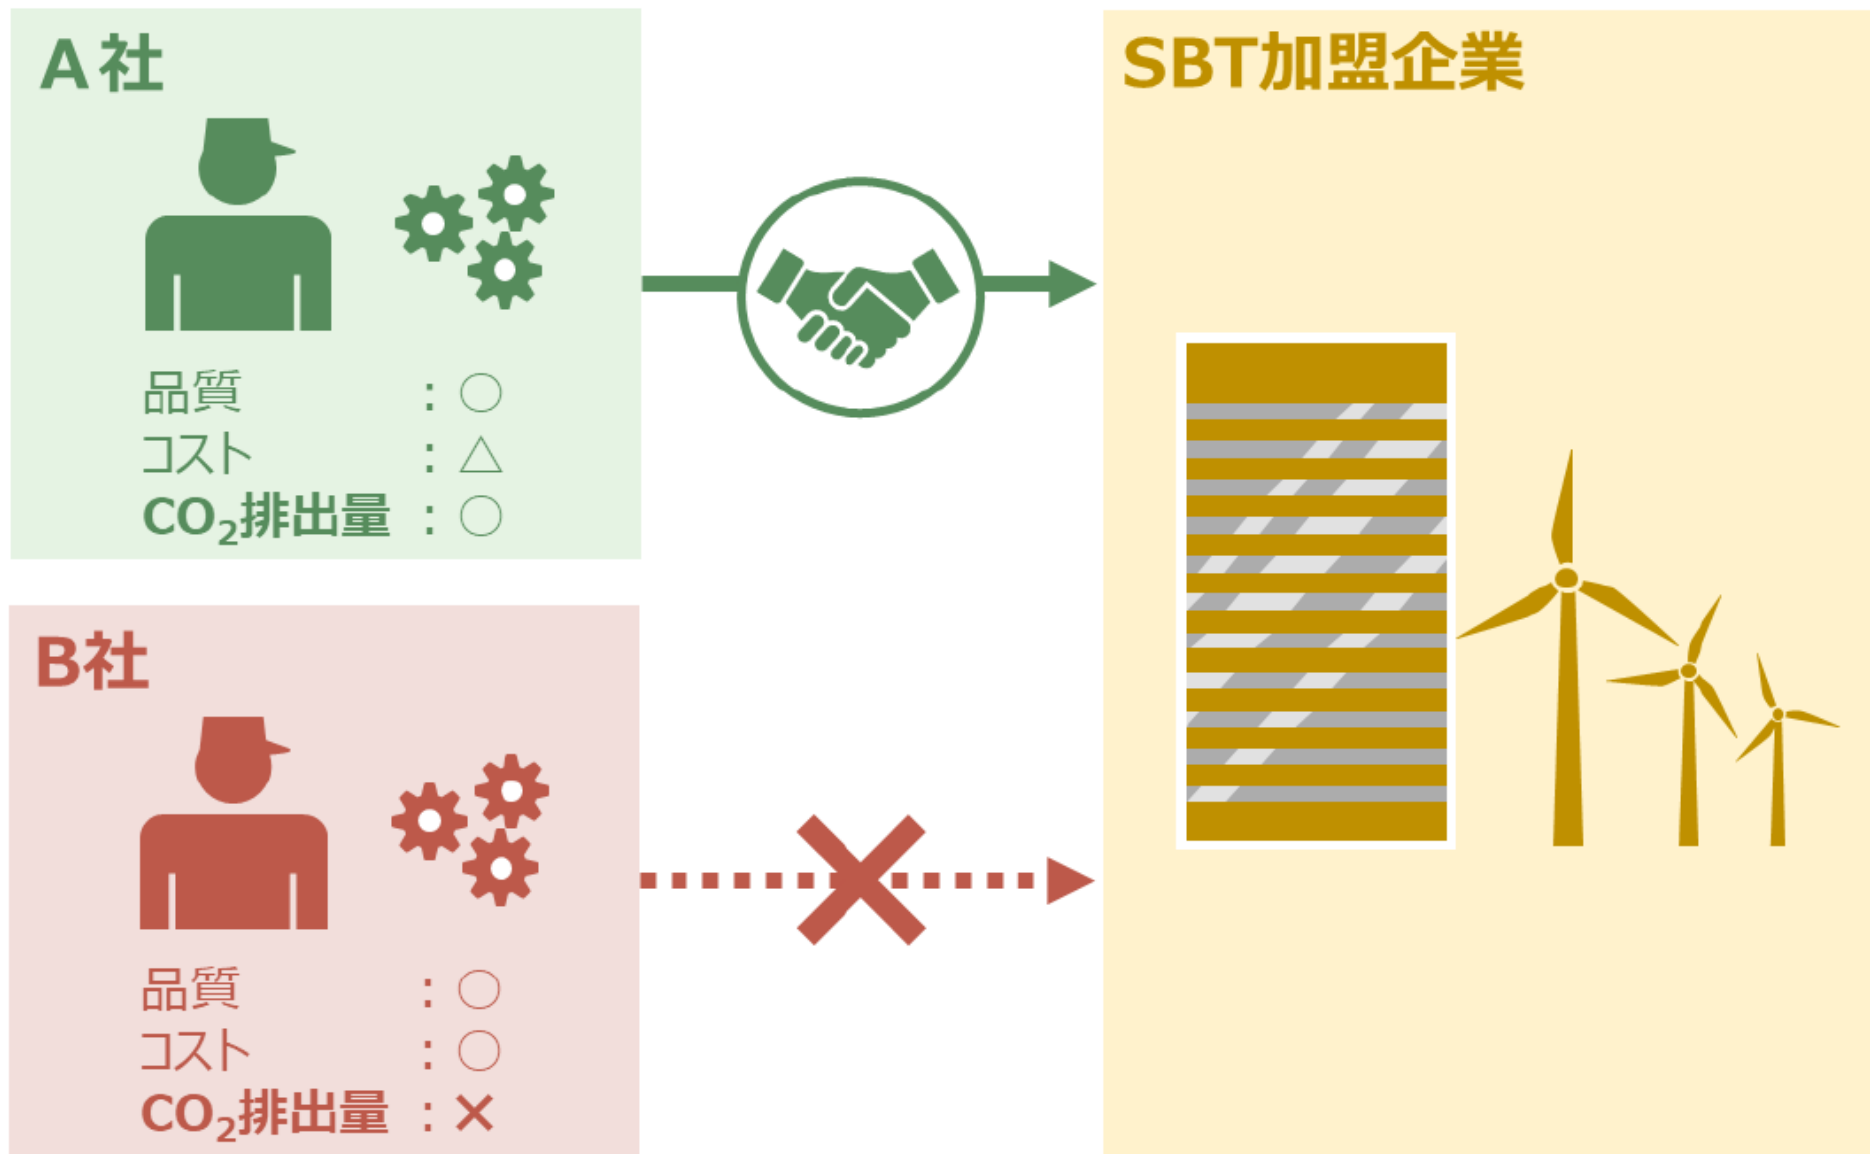 A社
品質 : ○
コスト : △
CO₂排出量 : ○
B社
品質 : ○
コスト : ○
CO₂排出量 : ×
SBT加盟企業